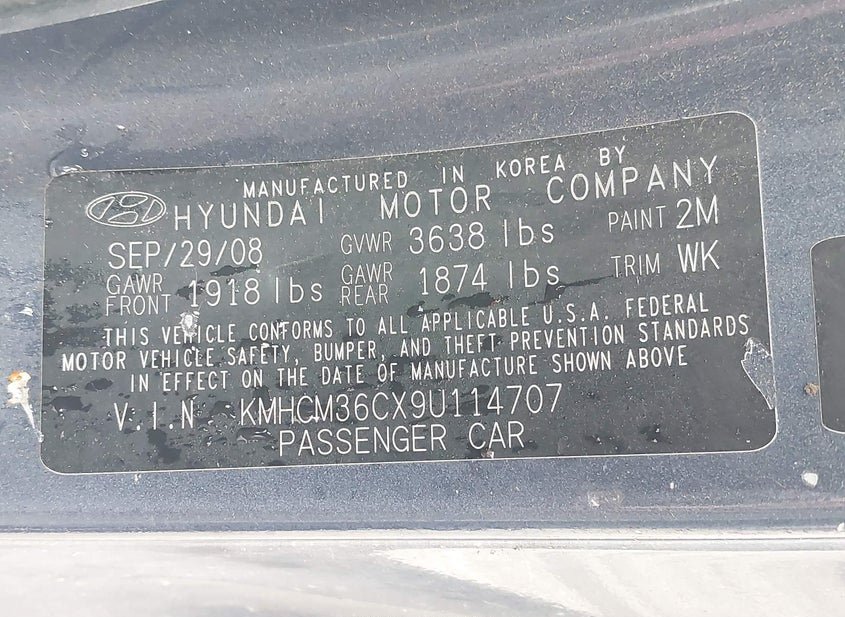 MANUFACTURED IN KOREA BY
HYUNDAI MOTOR COMPANY
SEP/29/08 GVWR 3638 lbs PAINT 2M
GAWR FRONT 1918 lbs GAWR REAR 1874 lbs TRIM WK
THIS VEHICLE CONFORMS TO ALL APPLICABLE U.S.A. FEDERAL
MOTOR VEHICLE SAFETY, BUMPER, AND THEFT PREVENTION STANDARDS
IN EFFECT ON THE DATE OF MANUFACTURE SHOWN ABOVE
V.I.N KMHCM36CX9U114707
PASSENGER CAR